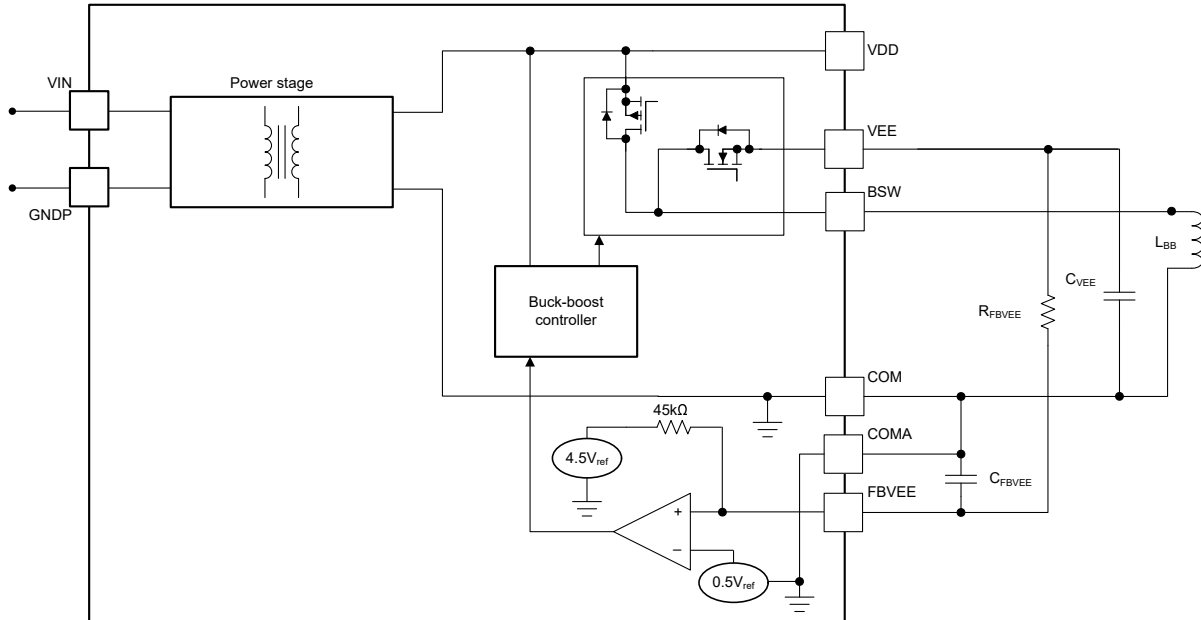 VIN
GNDP
Power stage
VDD
VEE
BSW
L_BB
C_VEE
R_FBVEE
Buck-boost
controller
COM
45kΩ
COMA
4.5V_ref
C_FBVEE
FBVEE
+
−
0.5V_ref